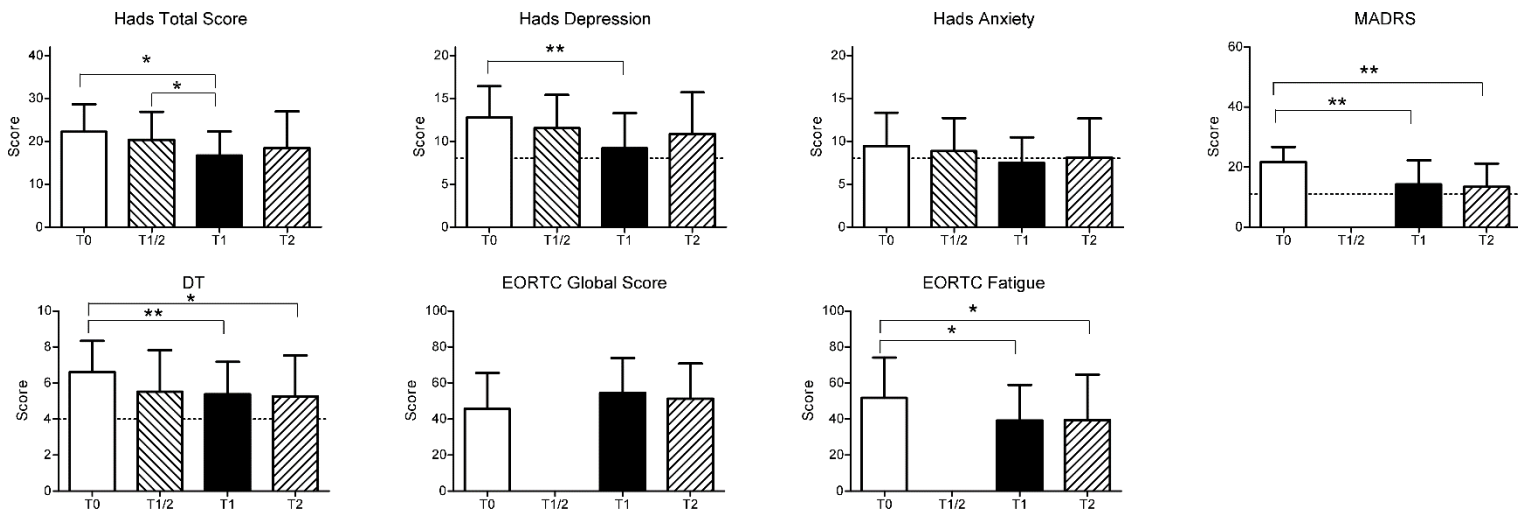 Hads Total Score
40
30
20
10
0
Score
*
*
T0 T1/2 T1 T2
Hads Depression
20
15
10
5
0
Score
**
T0 T1/2 T1 T2
Hads Anxiety
20
15
10
5
0
Score
T0 T1/2 T1 T2
MADRS
60
40
20
0
Score
**
**
T0 T1/2 T1 T2
DT
10
8
6
4
2
0
Score
*
**
T0 T1/2 T1 T2
EORTC Global Score
100
80
60
40
20
0
Score
T0 T1/2 T1 T2
EORTC Fatigue
100
80
60
40
20
0
Score
*
*
T0 T1/2 T1 T2